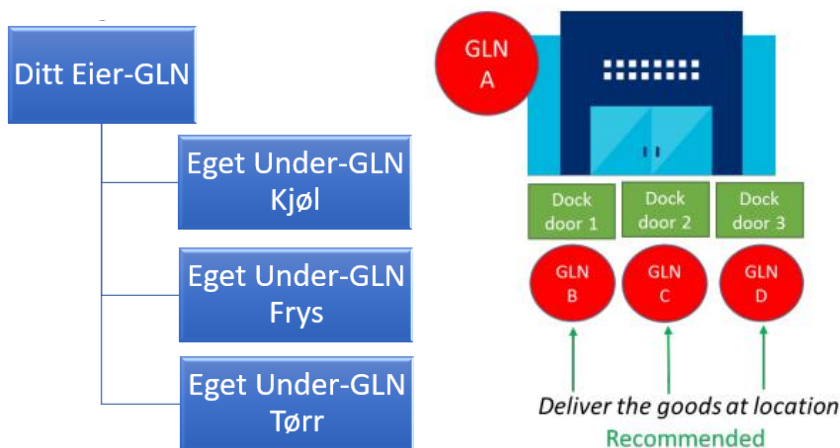 Ditt Eier-GLN
Eget Under-GLN
Kjøl
Eget Under-GLN
Frys
Eget Under-GLN
Tørr
GLN
A
Dock
door 1
Dock
door 2
Dock
door 3
GLN
B
GLN
C
GLN
D
Deliver the goods at location
Recommended